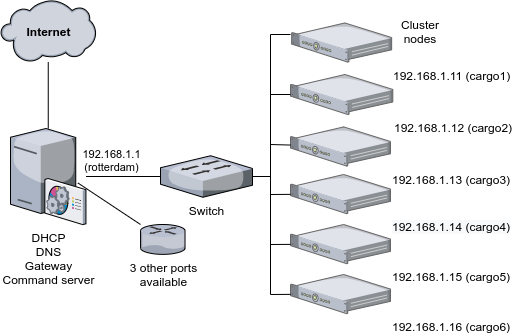 Internet
Cluster
nodes
192.168.1.11 (cargo1)
192.168.1.12 (cargo2)
192.168.1.1
(rotterdam)
192.168.1.13 (cargo3)
Switch
192.168.1.14 (cargo4)
DHCP
DNS
Gateway
Command server
3 other ports
available
192.168.1.15 (cargo5)
192.168.1.16 (cargo6)